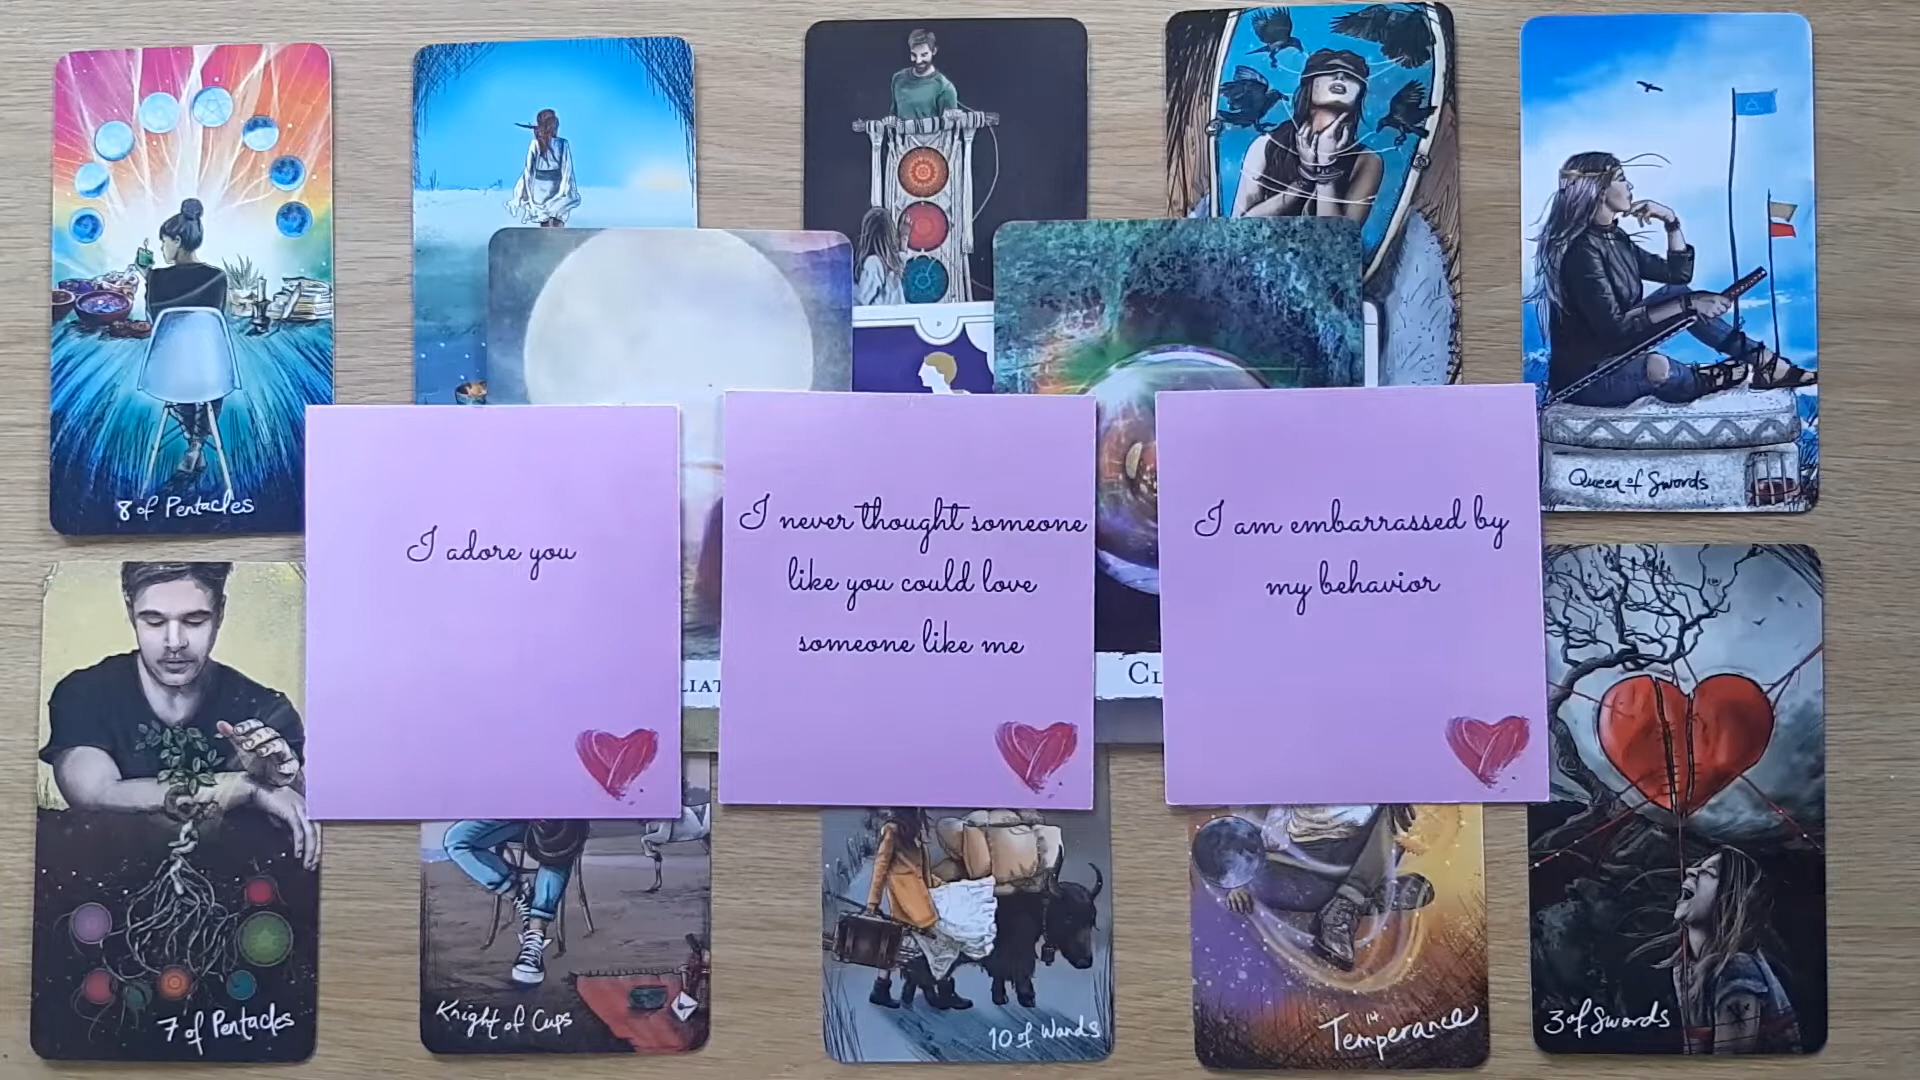 8 of Pentacles
Queen of Swords
I adore you
I never thought someone
like you could love
someone like me
I am embarrassed by
my behavior
7 of Pentacles
Knight of Cups
10 of Wands
14.
Temperance
3 of Swords